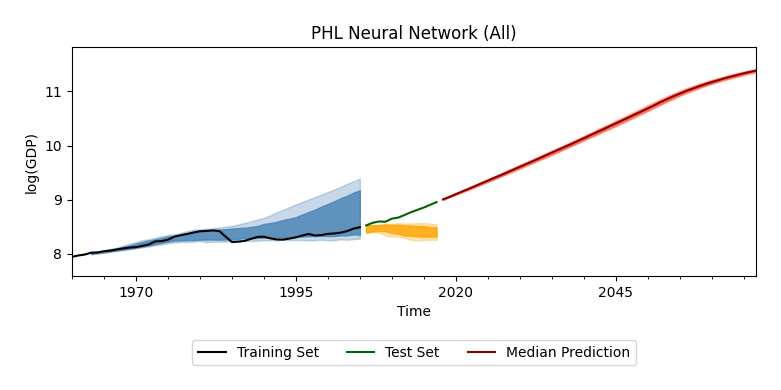 PHL Neural Network (All)
log(GDP)
11
10
9
8
1970 1995 2020 2045
Time
Training Set Test Set Median Prediction